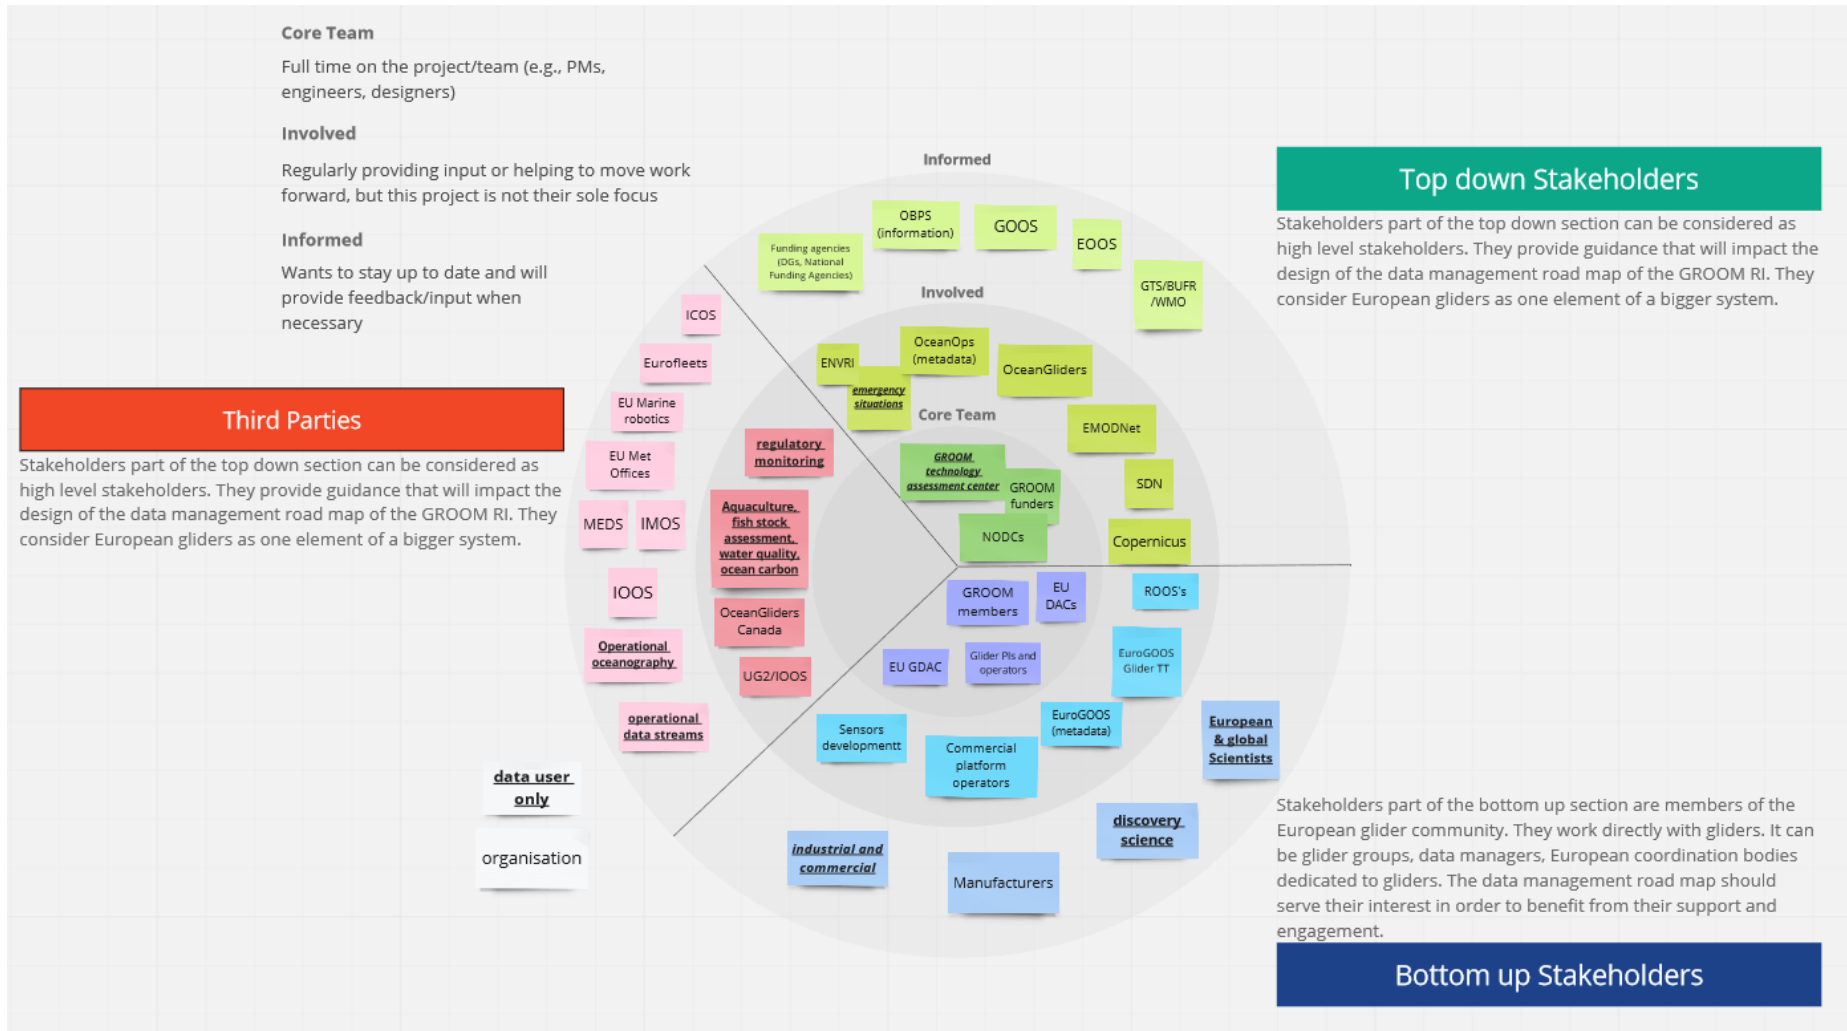 Core Team
Full time on the project/team (e.g., PMs,
engineers, designers)
Involved
Regularly providing input or helping to move work
forward, but this project is not their sole focus
Informed
Wants to stay up to date and will
provide feedback/input when
necessary
Third Parties
Stakeholders part of the top down section can be considered as
high level stakeholders. They provide guidance that will impact the
design of the data management road map of the GROOM RI. They
consider European gliders as one element of a bigger system.
Top down Stakeholders
Stakeholders part of the top down section can be considered as
high level stakeholders. They provide guidance that will impact the
design of the data management road map of the GROOM RI. They
consider European gliders as one element of a bigger system.
Informed
Funding agencies
(DGs, National
Funding Agencies)
OBPS
(information)
GOOS
EOOS
GTS/BUFR
/WMO
Involved
ENVRI
emergency
situations
OceanOps
(metadata)
OceanGliders
EMODNet
SDN
Copernicus
Core Team
GROOM
technology
assessment center
GROOM
funders
NODCs
ICOS
Eurofleets
EU Marine
robotics
EU Met
Offices
MEDS
IMOS
IOOS
Operational
oceanography
operational
data streams
regulatory
monitoring
Aquaculture,
fish stock
assessment,
water quality,
ocean carbon
OceanGliders
Canada
UG2/IOOS
GROOM
members
EU
DACs
EU GDAC
Glider PIs and
operators
ROOS's
EuroGOOS
Glider TT
EuroGOOS
(metadata)
Sensors
developmentt
Commercial
platform
operators
European
& global
Scientists
discovery
science
industrial and
commercial
Manufacturers
data user
only
organisation
Stakeholders part of the bottom up section are members of the
European glider community. They work directly with gliders. It can
be glider groups, data managers, European coordination bodies
dedicated to gliders. The data management road map should
serve their interest in order to benefit from their support and
engagement.
Bottom up Stakeholders